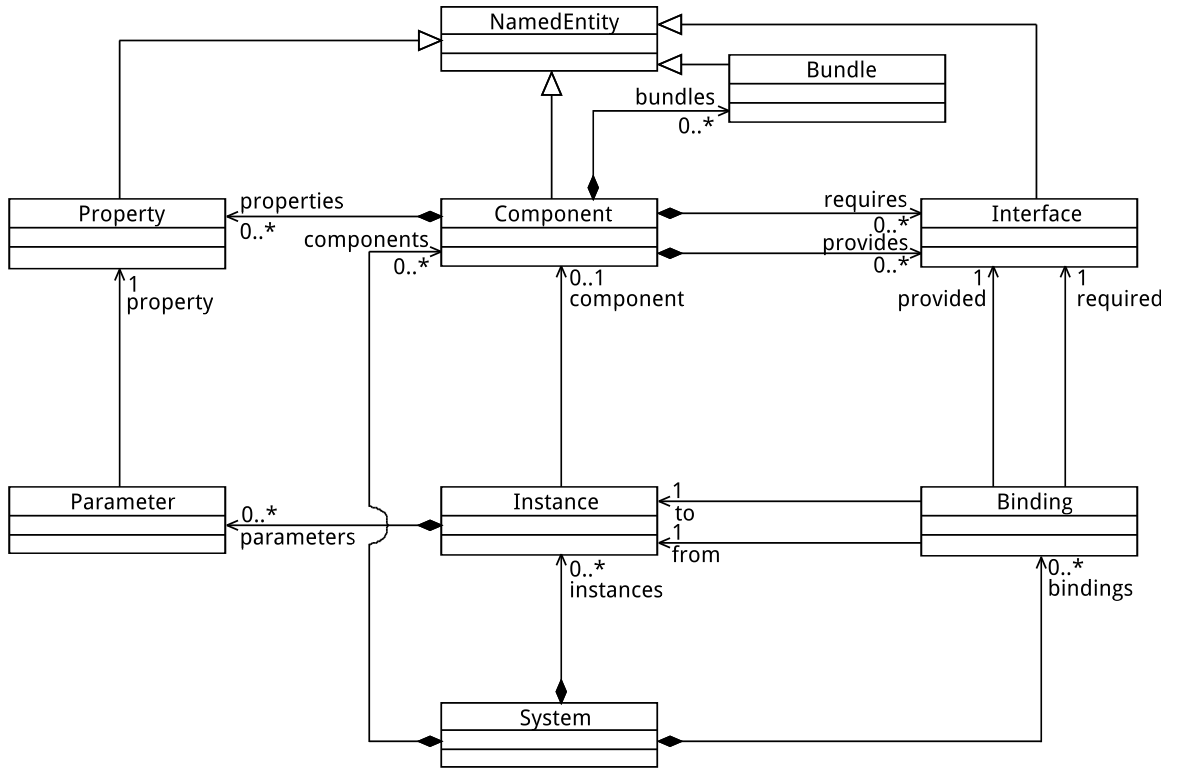 NamedEntity
Bundle
bundles
0..*
properties
requires
Property
Component
Interface
0..*
0..*
components
provides
0..*
0..*
1
property
0..1
component
1
provided
1
required
Parameter
Instance
Binding
1
0..*
to
parameters
1
from
0..*
instances
0..*
bindings
System